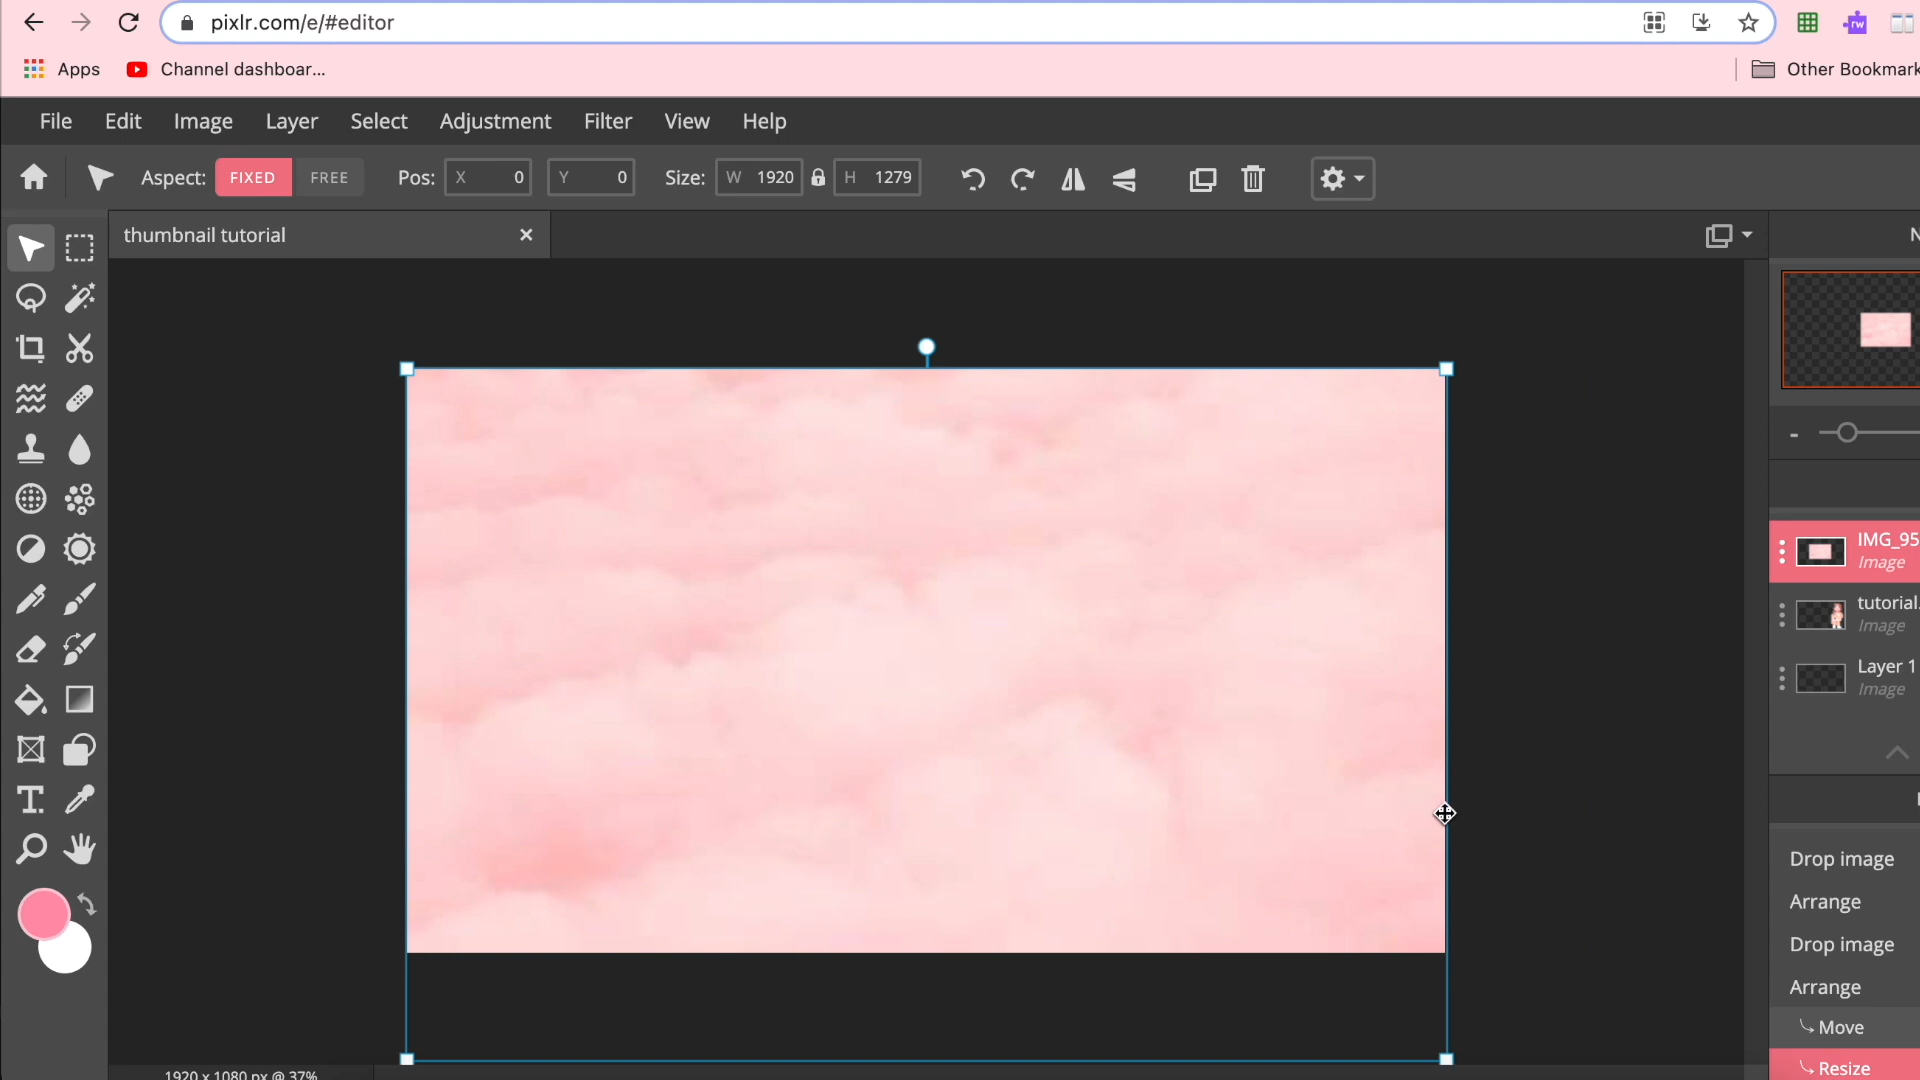 pixlr.com/e/#editor
Apps Channel dashboar... Other Bookmark
File Edit Image Layer Select Adjustment Filter View Help
Aspect: FIXED FREE Pos: X 0 Y 0 Size: W 1920 H 1279
rw
thumbnail tutorial
N
-
IMG_95
Image
tutorial.
Image
Layer 1
Image
T
Drop image
Arrange
Drop image
Arrange
Move
Resize
1920 x 1080 px @ 37%